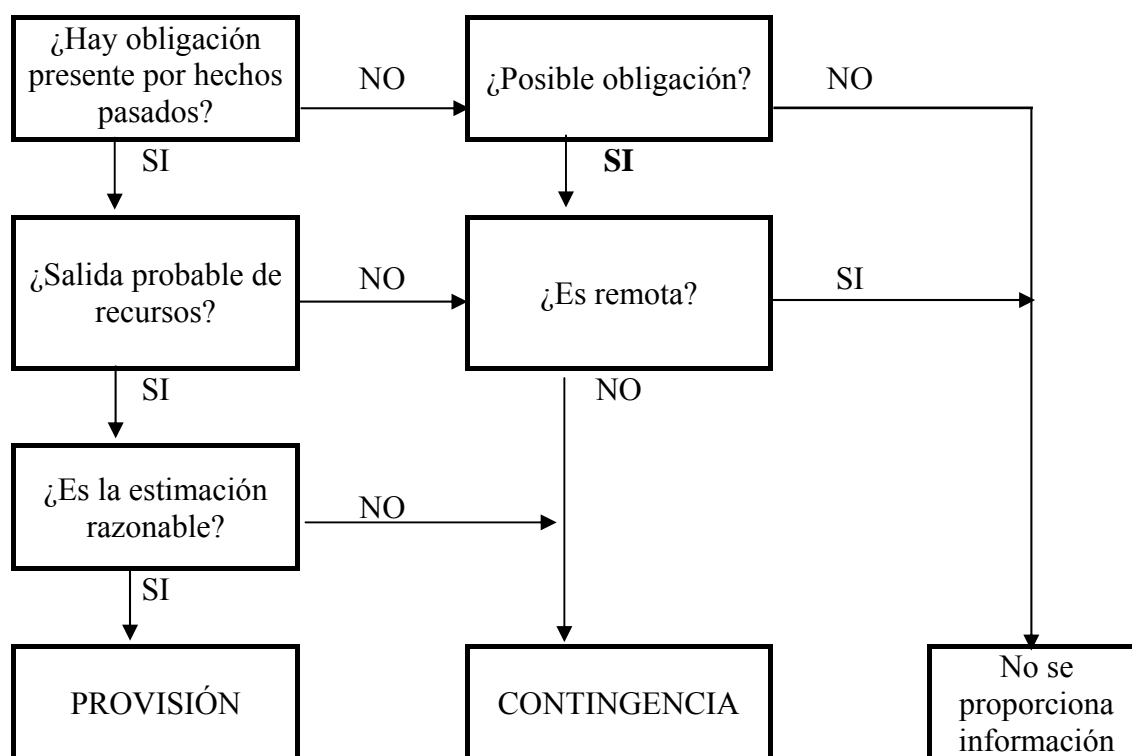 ¿Hay obligación
presente por hechos
pasados?
NO
¿Posible obligación?
NO
SI
SI
¿Salida probable de
recursos?
NO
¿Es remota?
SI
SI
NO
¿Es la estimación
razonable?
NO
SI
PROVISIÓN
CONTINGENCIA
No se
proporciona
información